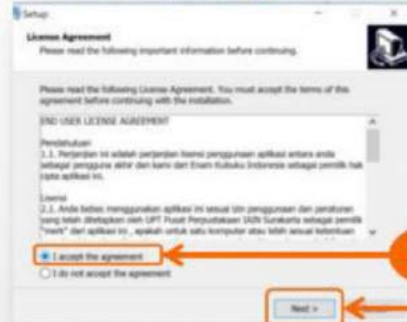 Setup
License Agreement
Please read the following important information before continuing.
Please read the following License Agreement. You must accept the terms of this
agreement before continuing with the installation.
END USER LICENSE AGREEMENT
Pendahuluan
1.1. Perjanjian ini adalah perjanjian lisensi penggunaan aplikasi antara anda
sebagai pengguna akhir dan kami dari Enam Kubuku Indonesia sebagai pemilik hak
cipta aplikasi ini.
Lisensi
2.1. Anda bebas menggunakan aplikasi ini sesuai izin penggunaan dan peraturan
yang telah ditetapkan oleh UPT Pusat Perpustakaan IAIN Surakarta sebagai pemilik
"merk" dari aplikasi ini, apakah untuk satu komputer atau lebih sesuai ketentuan
I accept the agreement
I do not accept the agreement
Next >